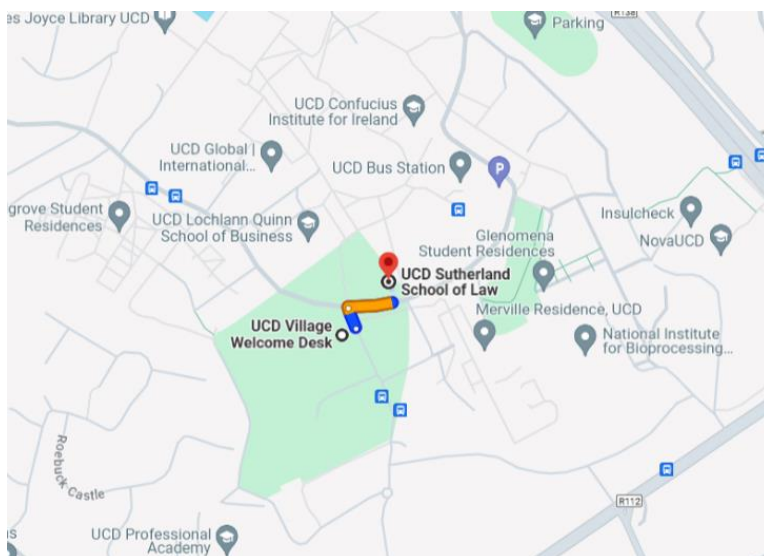 es Joyce Library UCD
R138
Parking
UCD Confucius
Institute for Ireland
UCD Global |
International...
UCD Bus Station
P
grove Student
Residences
UCD Lochlann Quinn
School of Business
Insulcheck
NovaUCD
Glenomena
Student Residences
UCD Sutherland
School of Law
Merville Residence, UCD
UCD Village
Welcome Desk
National Institute
for Bioprocessing...
Roebuck Castle
R112
UCD Professional
Academy
ns